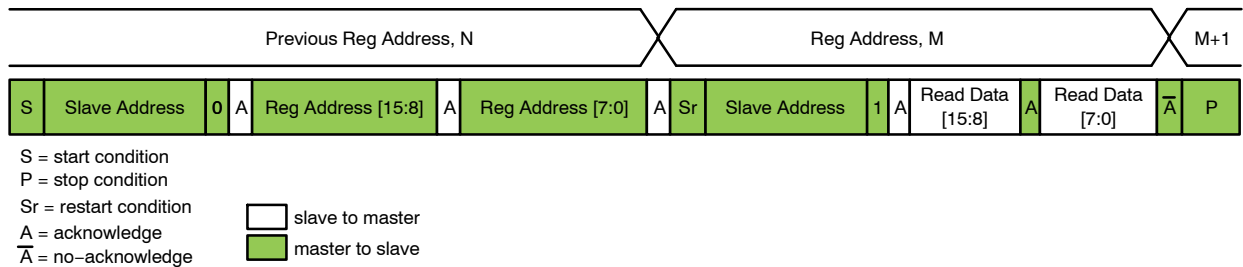 Previous Reg Address, N Reg Address, M M+1
S Slave Address 0 A Reg Address [15:8] A Reg Address [7:0] A Sr Slave Address 1 A Read Data [15:8] A Read Data [7:0] A̅ P
S = start condition
P = stop condition
Sr = restart condition
A = acknowledge
A̅ = no−acknowledge
slave to master
master to slave